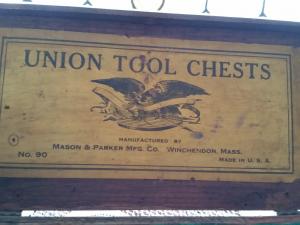 UNION TOOL CHESTS
MANUFACTURED BY
MASON & PARKER MFG. CO. WINCHENDON, MASS.
No. 90
MADE IN U.S.A.